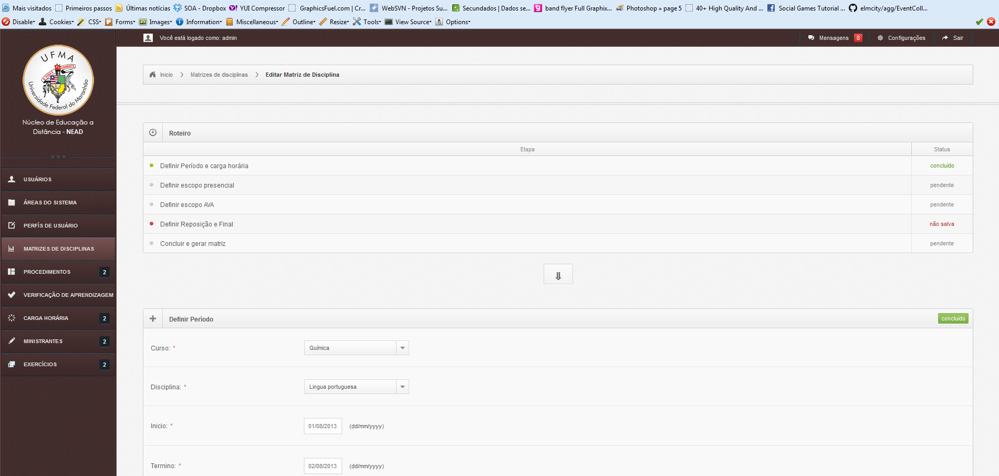 Mais visitados Primeiros passos Últimas notícias SOA - Dropbox YUI Compressor GraphicsFuel.com | Cr... WebSVN - Projetos Su... Secundados | Dados se... band flyer Full Graphix... Photoshop » page 5 40+ High Quality And ... Social Games Tutorial ... elmcity/agg/EventColl...
Disable Cookies CSS Forms Images Information Miscellaneous Outline Resize Tools View Source Options
Você está logado como: admin Mensagens 8 Configurações Sair
UFMA
A VIDA É COMBATE
Universidade Federal do Maranhão
Núcleo de Educação a
Distância - NEAD
USUÁRIOS
ÁREAS DO SISTEMA
PERFÍS DE USUÁRIO
MATRIZES DE DISCIPLINAS
PROCEDIMENTOS 2
VERIFICAÇÃO DE APRENDIZAGEM
CARGA HORÁRIA 2
MINISTRANTES 2
EXERCÍCIOS 2
Inicio Matrizes de disciplinas Editar Matriz de Disciplina
Roteiro
Etapa Status
Definir Período e carga horária concluído
Definir escopo presencial pendente
Definir escopo AVA pendente
Definir Reposição e Final não salva
Concluir e gerar matriz pendente
⇓
Definir Período concluido
Curso: * Química
Disciplina: * Lingua portuguesa
Inicio: * 01/08/2013 (dd/mm/yyyy)
Termino: * 02/08/2013 (dd/mm/yyyy)